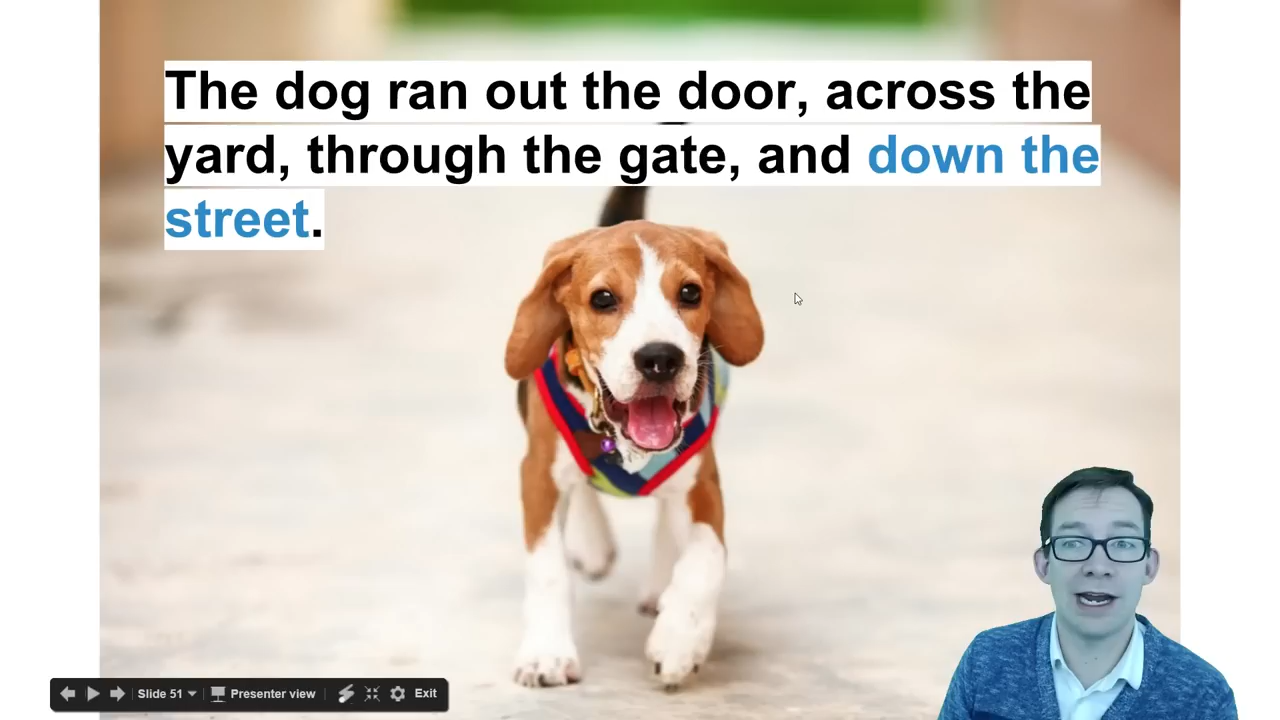 The dog ran out the door, across the
yard, through the gate, and down the
street.
Slide 51 Presenter view Exit